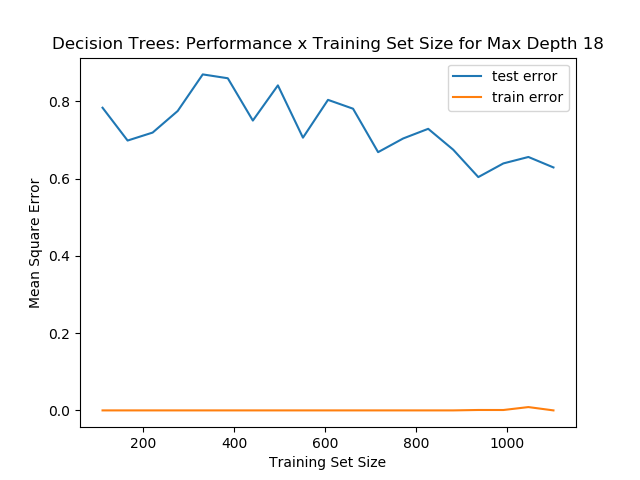 Decision Trees: Performance x Training Set Size for Max Depth 18
test error
train error
0.8
0.6
0.4
0.2
0.0
Mean Square Error
200 400 600 800 1000
Training Set Size